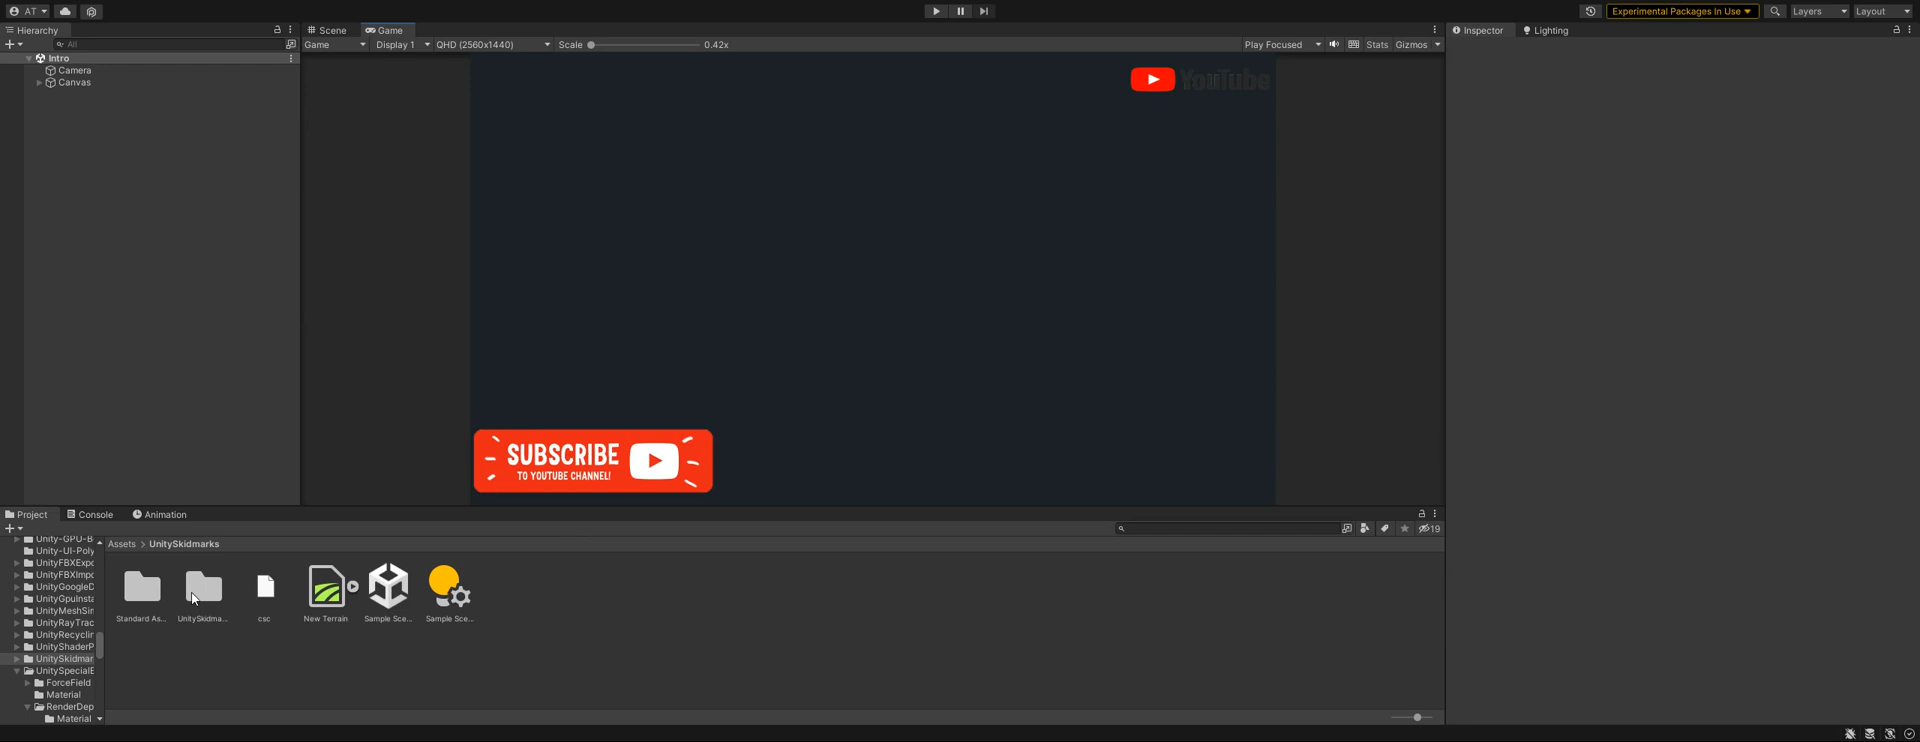 AT
Experimental Packages In Use
Layers
Layout
Hierarchy
Scene
Game
Inspector
Lighting
All
Game
Display 1
QHD (2560x1440)
Scale
0.42x
Play Focused
Stats
Gizmos
Intro
Camera
Canvas
YouTube
SUBSCRIBE
TO YOUTUBE CHANNEL!
Project
Console
Animation
19
Assets > UnitySkidmarks
Unity-GPU-B
Unity-UI-Poly
UnityFBXExpo
UnityFBXImpo
UnityGoogleD
UnityGpuInsta
UnityMeshSim
UnityRayTrac
UnityRecyclin
UnityShaderP
UnitySkidmar
UnitySpecialE
ForceField
Material
RenderDep
Material
Standard As...
UnitySkidma...
csc
New Terrain
Sample Sce...
Sample Sce...